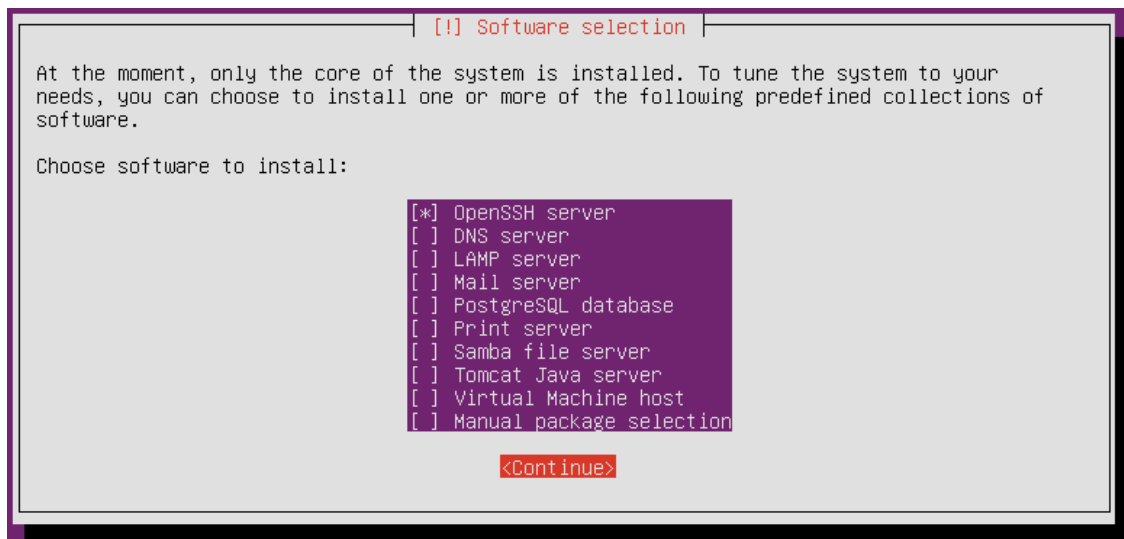 [!] Software selection
At the moment, only the core of the system is installed. To tune the system to your
needs, you can choose to install one or more of the following predefined collections of
software.
Choose software to install:
[*] OpenSSH server
[ ] DNS server
[ ] LAMP server
[ ] Mail server
[ ] PostgreSQL database
[ ] Print server
[ ] Samba file server
[ ] Tomcat Java server
[ ] Virtual Machine host
[ ] Manual package selection
<Continue>